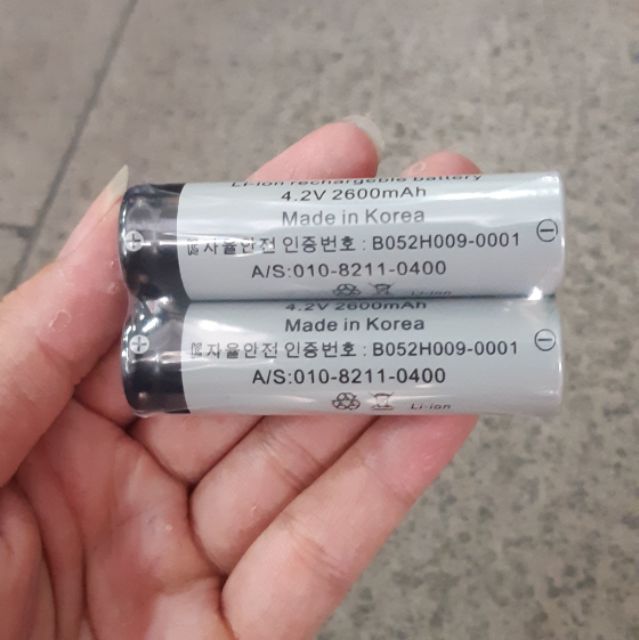 Li-ion rechargeble battery
4.2V 2600mAh
Made in Korea
자율안전 인증번호 : B052H009-0001
A/S:010-8211-0400
Li-ion
4.2V 2600mAh
Made in Korea
자율안전 인증번호 : B052H009-0001
A/S:010-8211-0400
Li-ion